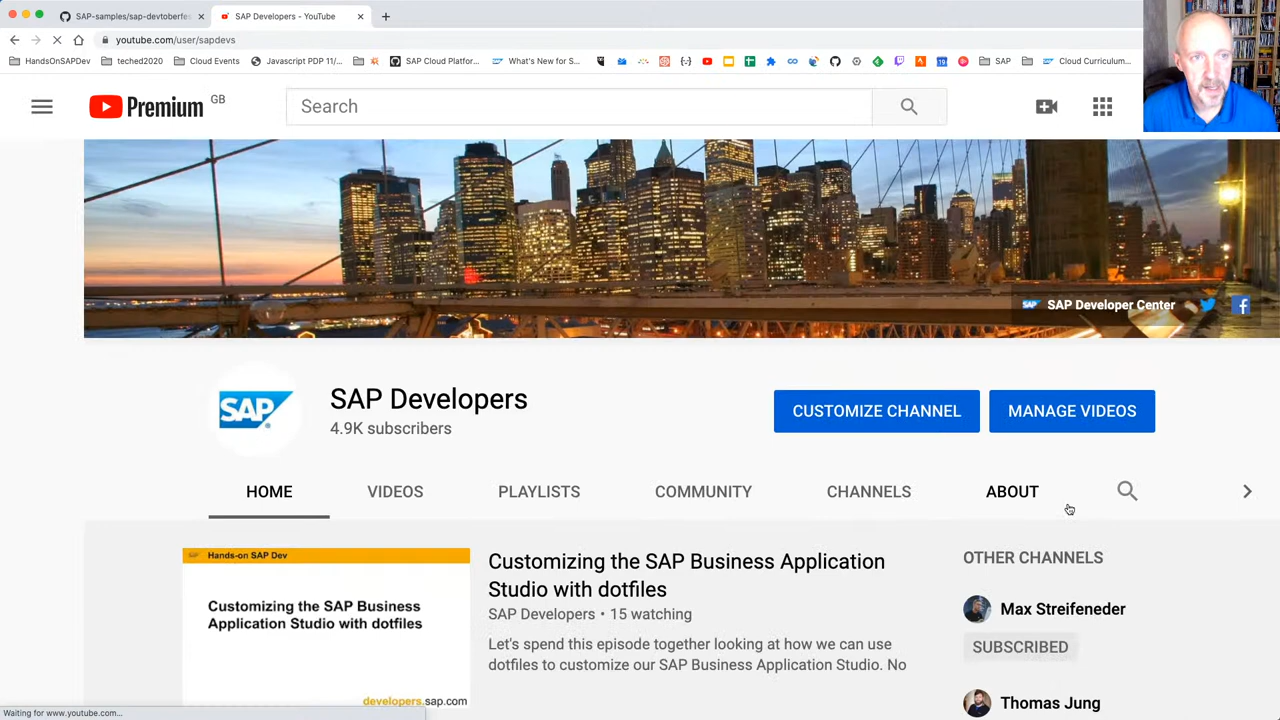 SAP-samples/sap-devtoberfes
SAP Developers - YouTube
youtube.com/user/sapdevs
HandsOnSAPDev
teched2020
Cloud Events
Javascript PDP 11/...
SAP Cloud Platfor...
What's New for S...
SAP
Cloud Curriculum...
Premium
GB
Search
SAP
SAP Developer Center
SAP
SAP Developers
4.9K subscribers
CUSTOMIZE CHANNEL
MANAGE VIDEOS
HOME
VIDEOS
PLAYLISTS
COMMUNITY
CHANNELS
ABOUT
Hands-on SAP Dev
Customizing the SAP Business
Application Studio with dotfiles
developers.sap.com
Customizing the SAP Business Application
Studio with dotfiles
SAP Developers • 15 watching
Let's spend this episode together looking at how we can use
dotfiles to customize our SAP Business Application Studio. No
OTHER CHANNELS
Max Streifeneder
SUBSCRIBED
Thomas Jung
Waiting for www.youtube.com...